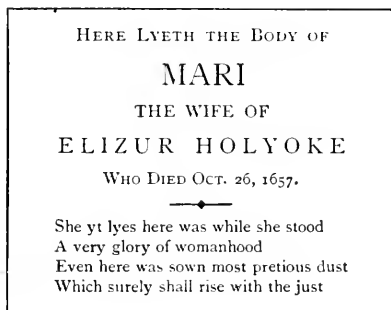 HERE LYETH THE BODY OF
MARI
THE WIFE OF
ELIZUR HOLYOKE
WHO DIED OCT. 26, 1657.
She yt lyes here was while she stood
A very glory of womanhood
Even here was sown most pretious dust
Which surely shall rise with the just